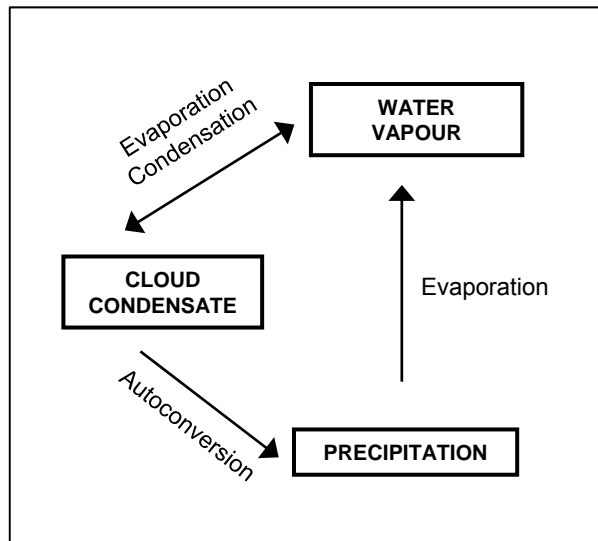 WATER
VAPOUR
Evaporation
Condensation
CLOUD
CONDENSATE
Evaporation
Autoconversion
PRECIPITATION